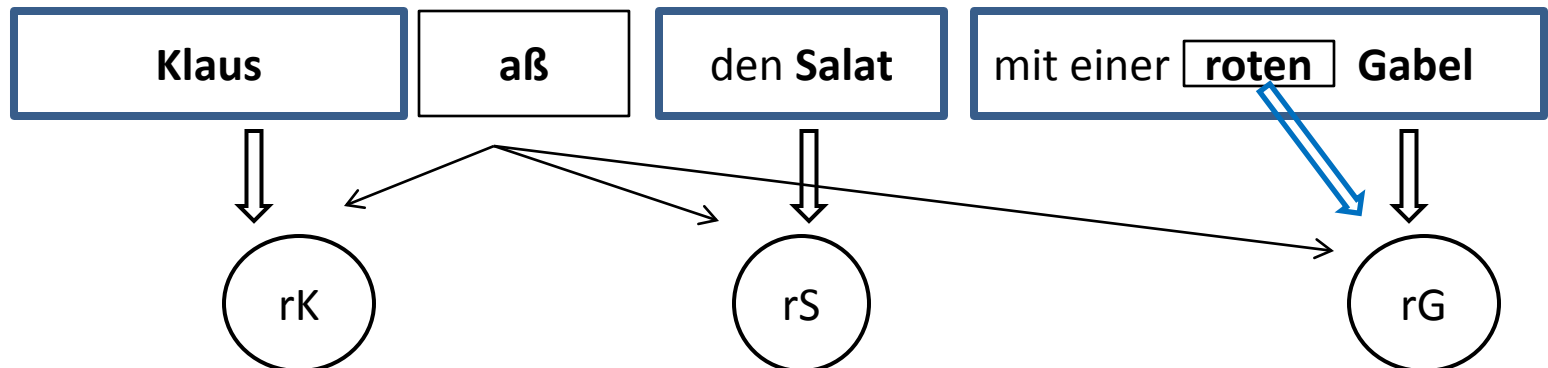 Klaus aß den Salat mit einer roten Gabel
rK rS rG